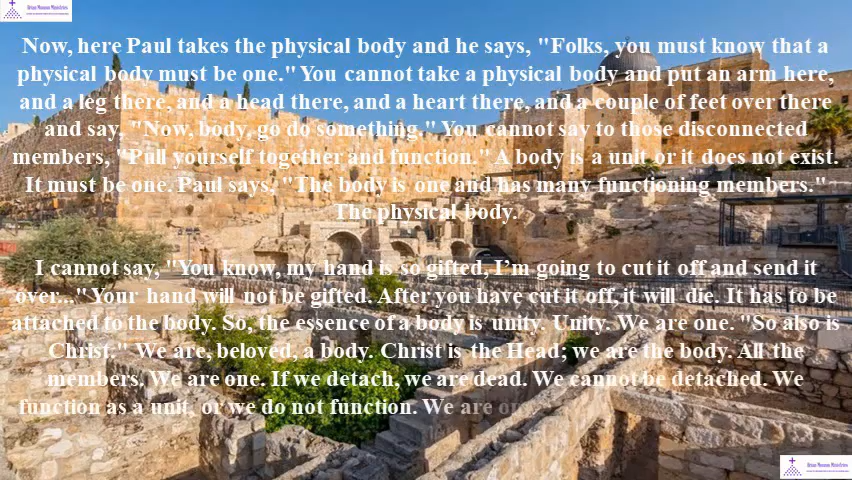 Now, here Paul takes the physical body and he says, "Folks, you must know that a
physical body must be one." You cannot take a physical body and put an arm here,
and a leg there, and a head there, and a heart there, and a couple of feet over there
and say, "Now, body, go do something." You cannot say to those disconnected
members, "Pull yourself together and function." A body is a unit or it does not exist.
It must be one. Paul says, "The body is one and has many functioning members."
The physical body.
I cannot say, "You know, my hand is so gifted, I’m going to cut it off and send it
over..." Your hand will not be gifted. After you have cut it off, it will die. It has to be
attached to the body. So, the essence of a body is unity. Unity. We are one. "So also is
Christ." We are, beloved, a body. Christ is the Head; we are the body. All the
members. We are one. If we detach, we are dead. We cannot be detached. We
function as a unit, or we do not function. We are